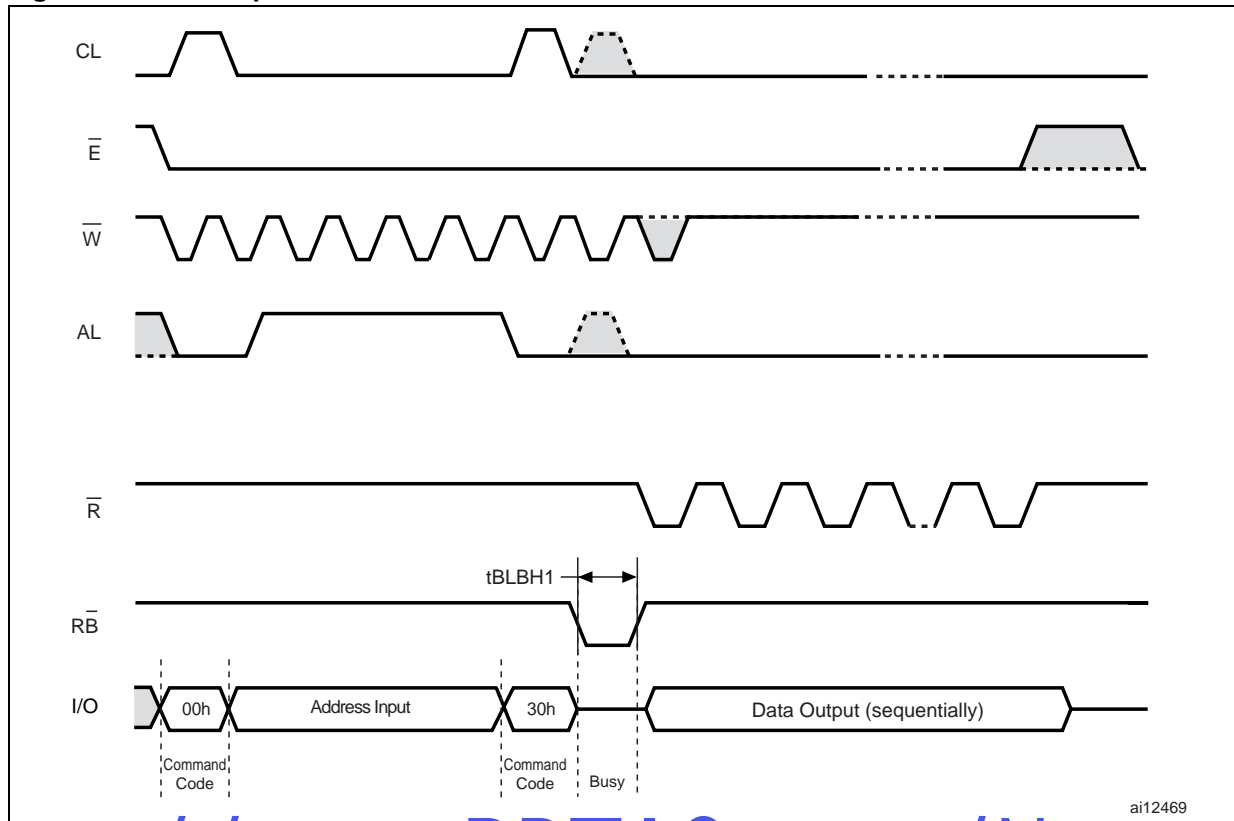 CL
E
W
AL
R
tBLBH1
RB
I/O
00h
Address Input
30h
Data Output (sequentially)
Command
Code
Command
Code
Busy
ai12469